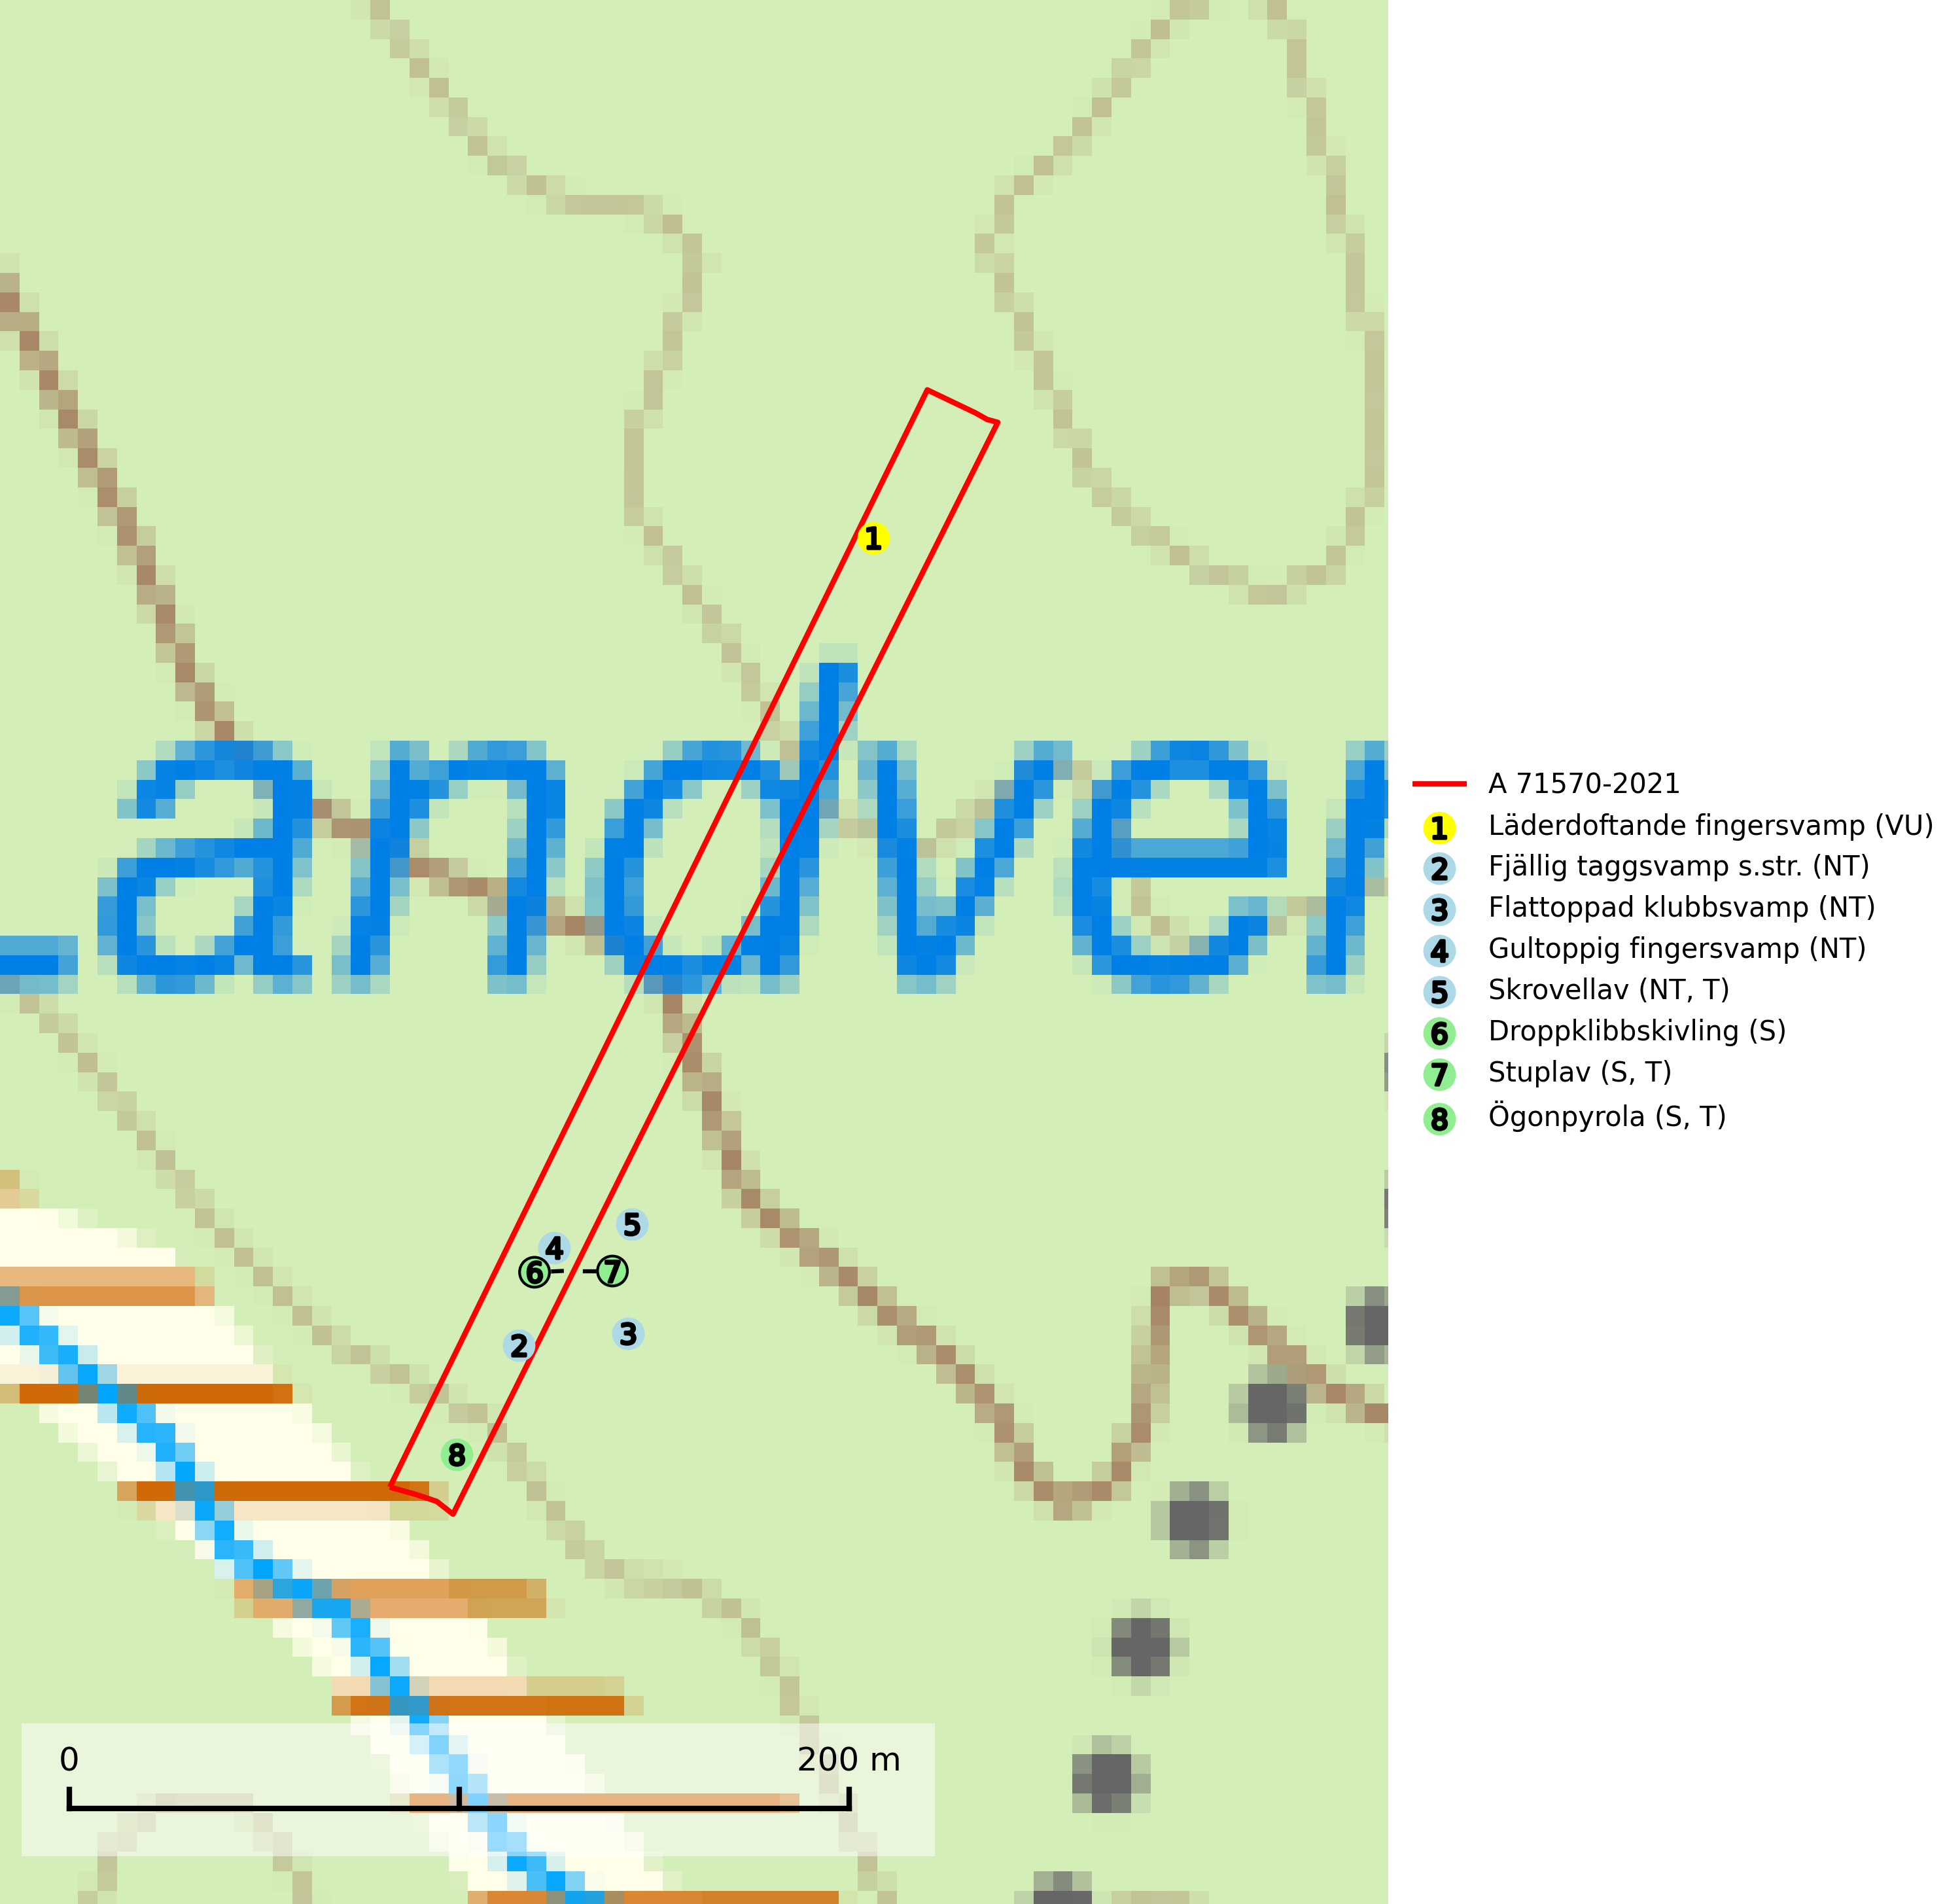 andver
1
5
4
6
7
3
2
8
0 200 m
A 71570-2021
1 Läderdoftande fingersvamp (VU)
2 Fjällig taggsvamp s.str. (NT)
3 Flattoppad klubbsvamp (NT)
4 Gultoppig fingersvamp (NT)
5 Skrovellav (NT, T)
6 Droppklibbskivling (S)
7 Stuplav (S, T)
8 Ögonpyrola (S, T)